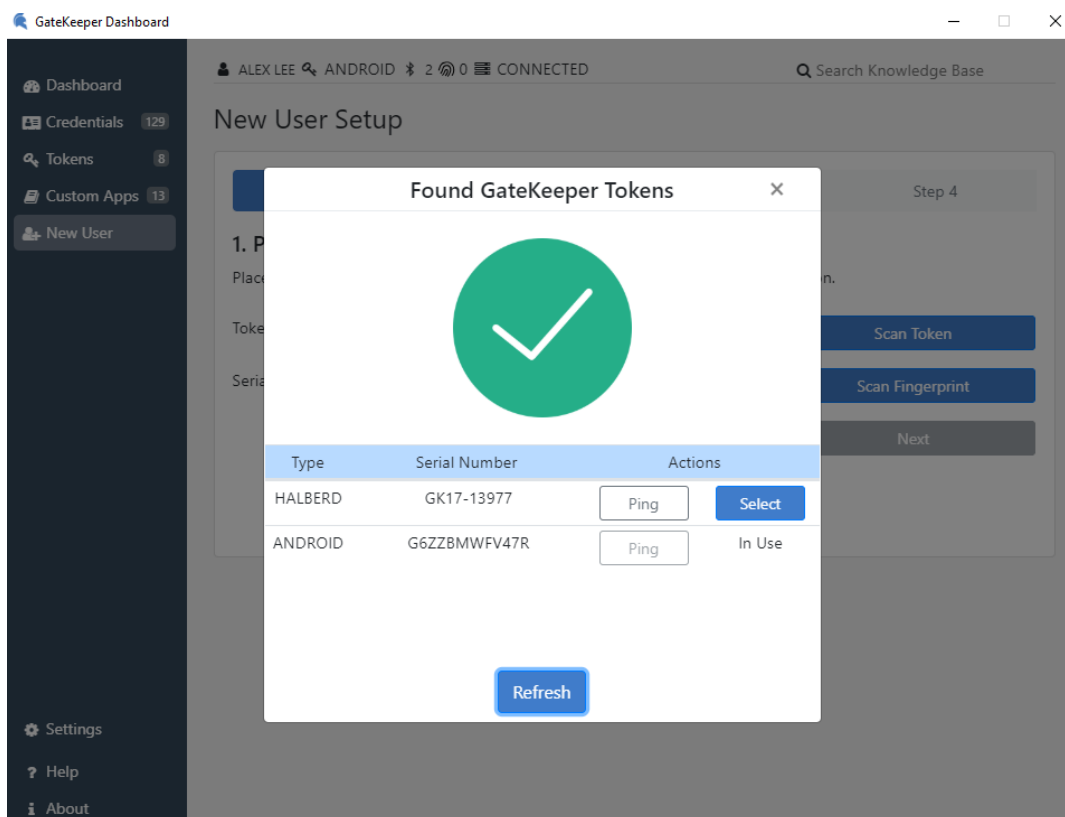 GateKeeper Dashboard
Dashboard
Credentials 129
Tokens 8
Custom Apps 13
New User
Settings
Help
About
ALEX LEE ANDROID 2 0 CONNECTED
Search Knowledge Base
New User Setup
Step 4
1. P
Place
n.
Toke
Scan Token
Seria
Scan Fingerprint
Next
Found GateKeeper Tokens
Type Serial Number Actions
HALBERD GK17-13977 Ping Select
ANDROID G6ZZBMWFV47R Ping In Use
Refresh